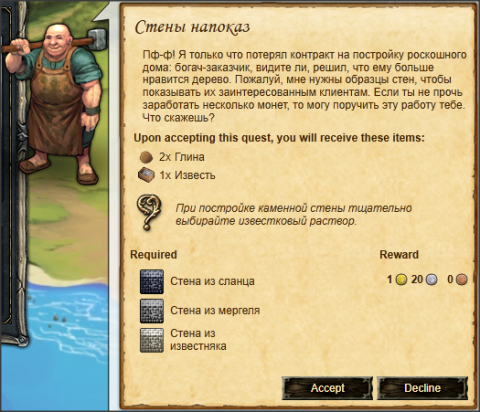 Стены напоказ
Пф-ф! Я только что потерял контракт на постройку роскошного
дома: богач-заказчик, видите ли, решил, что ему больше
нравится дерево. Пожалуй, мне нужны образцы стен, чтобы
показывать их заинтересованным клиентам. Если ты не прочь
заработать несколько монет, то могу поручить эту работу тебе.
Что скажешь?
Upon accepting this quest, you will receive these items:
2x Глина
1x Известь
При постройке каменной стены тщательно
выбирайте известковый раствор.
Required
Reward
Стена из сланца
1 20 0
Стена из мергеля
Стена из
известняка
Accept
Decline